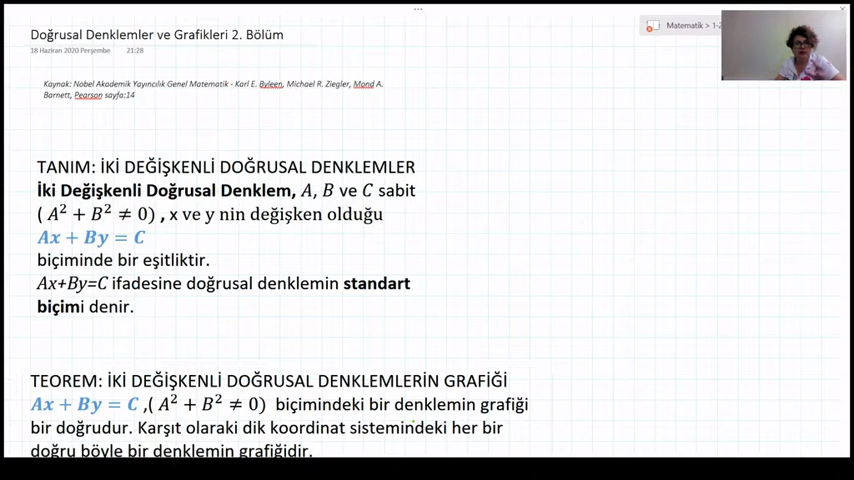 Doğrusal Denklemler ve Grafikleri 2. Bölüm
18 Haziran 2020 Perşembe 21:28
Matematik > 1-2
Kaynak: Nobel Akademik Yayıncılık Genel Matematik - Karl E. Byleen, Michael R. Ziegler, Mond A.
Barnett, Pearson sayfa:14
TANIM: İKİ DEĞİŞKENLİ DOĞRUSAL DENKLEMLER
İki Değişkenli Doğrusal Denklem, A, B ve C sabit
( A² + B² ≠ 0) , x ve y nin değişken olduğu
Ax + By = C
biçiminde bir eşitliktir.
Ax+By=C ifadesine doğrusal denklemin standart
biçimi denir.
TEOREM: İKİ DEĞİŞKENLİ DOĞRUSAL DENKLEMLERİN GRAFİĞİ
Ax + By = C ,( A² + B² ≠ 0) biçimindeki bir denklemin grafiği
bir doğrudur. Karşıt olaraki dik koordinat sistemindeki her bir
doğru böyle bir denklemin grafiğidir.